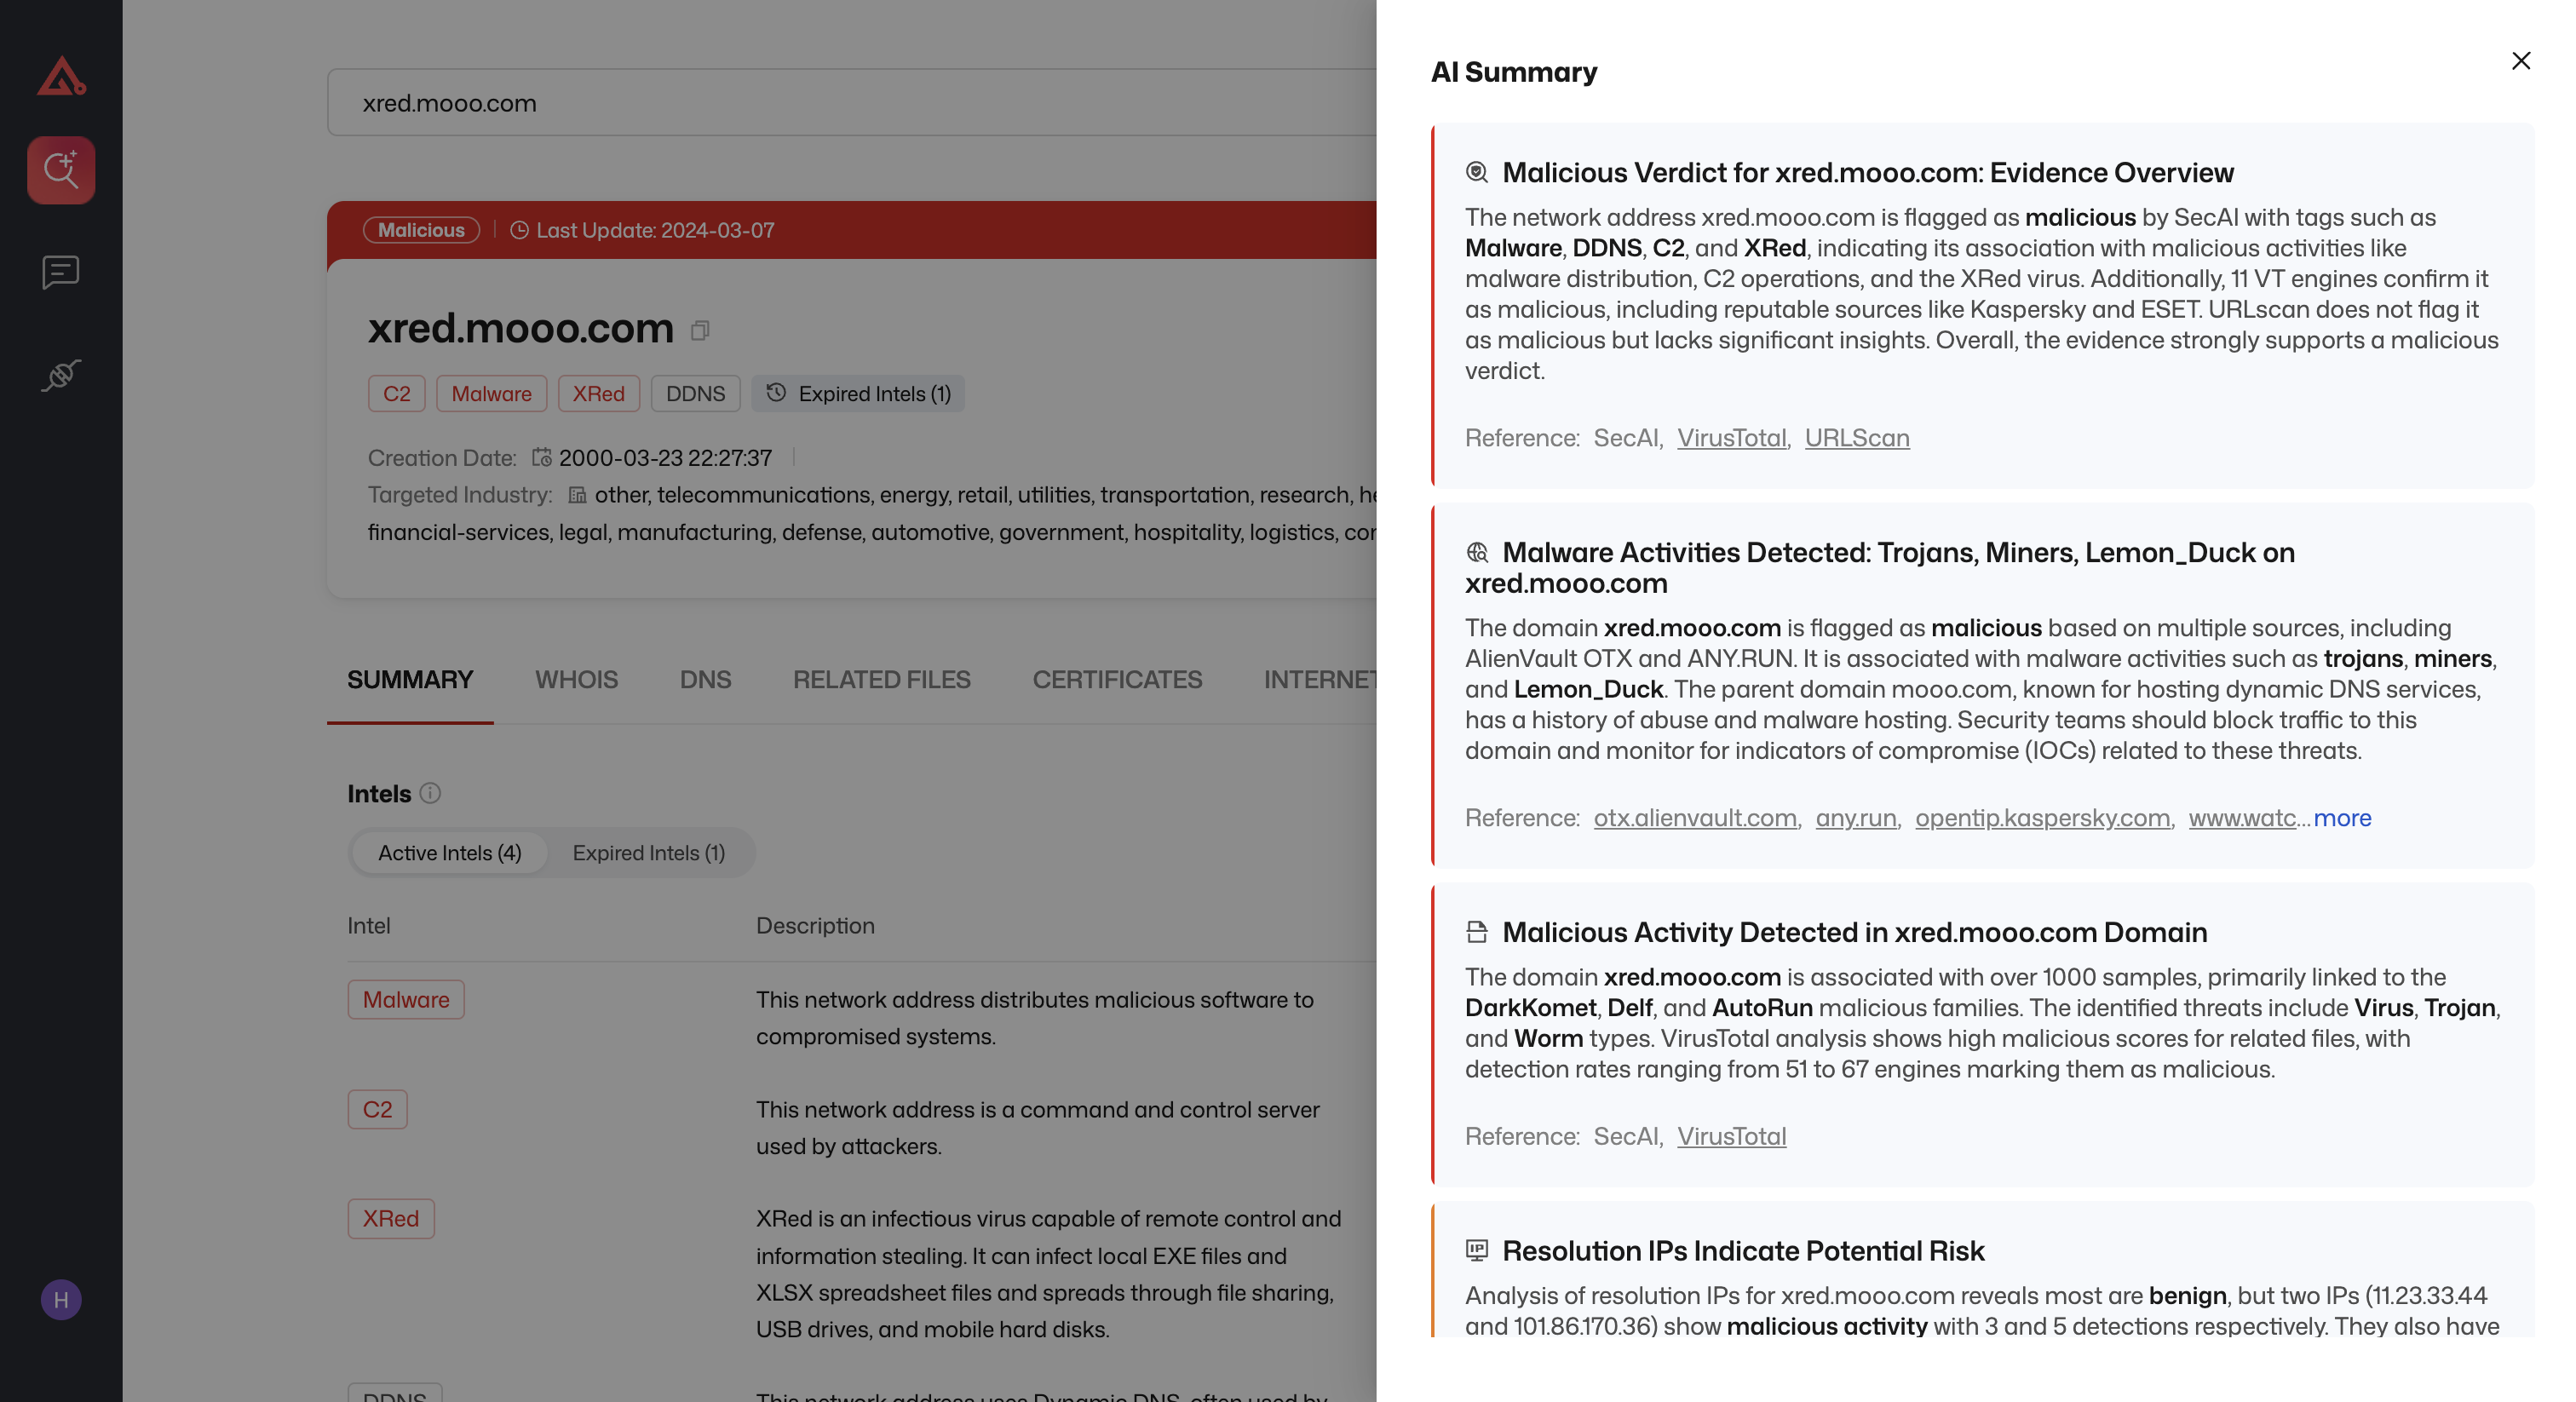 xred.mooo.com
Malicious
Last Update: 2024-03-07
xred.mooo.com
C2 Malware XRed DDNS Expired Intels (1)
Creation Date: 2000-03-23 22:27:37
Targeted Industry: other, telecommunications, energy, retail, utilities, transportation, research,
financial-services, legal, manufacturing, defense, automotive, government, hospitality, logistics,
SUMMARY WHOIS DNS RELATED FILES CERTIFICATES INTERNET
Intels
Active Intels (4) Expired Intels (1)
Intel Description
Malware This network address distributes malicious software to
compromised systems.
C2 This network address is a command and control server
used by attackers.
XRed XRed is an infectious virus capable of remote control and
information stealing. It can infect local EXE files and
XLSX spreadsheet files and spreads through file sharing,
USB drives, and mobile hard disks.
DDNS This network address uses Dynamic DNS, often used by
H
AI Summary
Malicious Verdict for xred.mooo.com: Evidence Overview
The network address xred.mooo.com is flagged as malicious by SecAI with tags such as
Malware, DDNS, C2, and XRed, indicating its association with malicious activities like
malware distribution, C2 operations, and the XRed virus. Additionally, 11 VT engines confirm it
as malicious, including reputable sources like Kaspersky and ESET. URLscan does not flag it
as malicious but lacks significant insights. Overall, the evidence strongly supports a malicious
verdict.
Reference: SecAI, VirusTotal, URLScan
Malware Activities Detected: Trojans, Miners, Lemon_Duck on
xred.mooo.com
The domain xred.mooo.com is flagged as malicious based on multiple sources, including
AlienVault OTX and ANY.RUN. It is associated with malware activities such as trojans, miners,
and Lemon_Duck. The parent domain mooo.com, known for hosting dynamic DNS services,
has a history of abuse and malware hosting. Security teams should block traffic to this
domain and monitor for indicators of compromise (IOCs) related to these threats.
Reference: otx.alienvault.com, any.run, opentip.kaspersky.com, www.watc... more
Malicious Activity Detected in xred.mooo.com Domain
The domain xred.mooo.com is associated with over 1000 samples, primarily linked to the
DarkKomet, Delf, and AutoRun malicious families. The identified threats include Virus, Trojan,
and Worm types. VirusTotal analysis shows high malicious scores for related files, with
detection rates ranging from 51 to 67 engines marking them as malicious.
Reference: SecAI, VirusTotal
IP
Resolution IPs Indicate Potential Risk
Analysis of resolution IPs for xred.mooo.com reveals most are benign, but two IPs (11.23.33.44
and 101.86.170.36) show malicious activity with 3 and 5 detections respectively. They also have